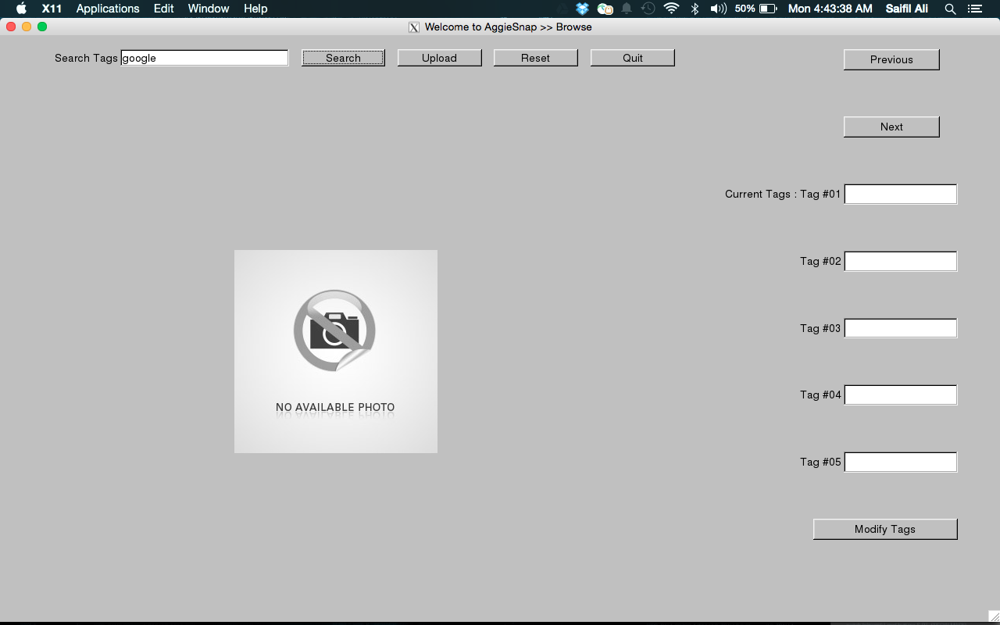 X11 Applications Edit Window Help 50% Mon 4:43:38 AM Saifil Ali
X Welcome to AggieSnap >> Browse
Search Tags google Search Upload Reset Quit Previous
Next
Current Tags : Tag #01
Tag #02
Tag #03
NO AVAILABLE PHOTO
Tag #04
Tag #05
Modify Tags